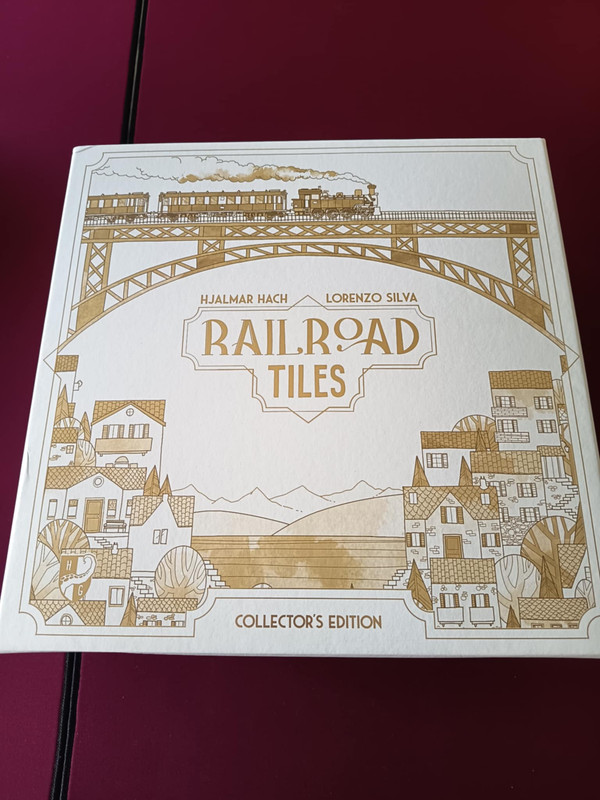 HJALMAR HACH LORENZO SILVA
RAILROAD
TILES
COLLECTOR'S EDITION